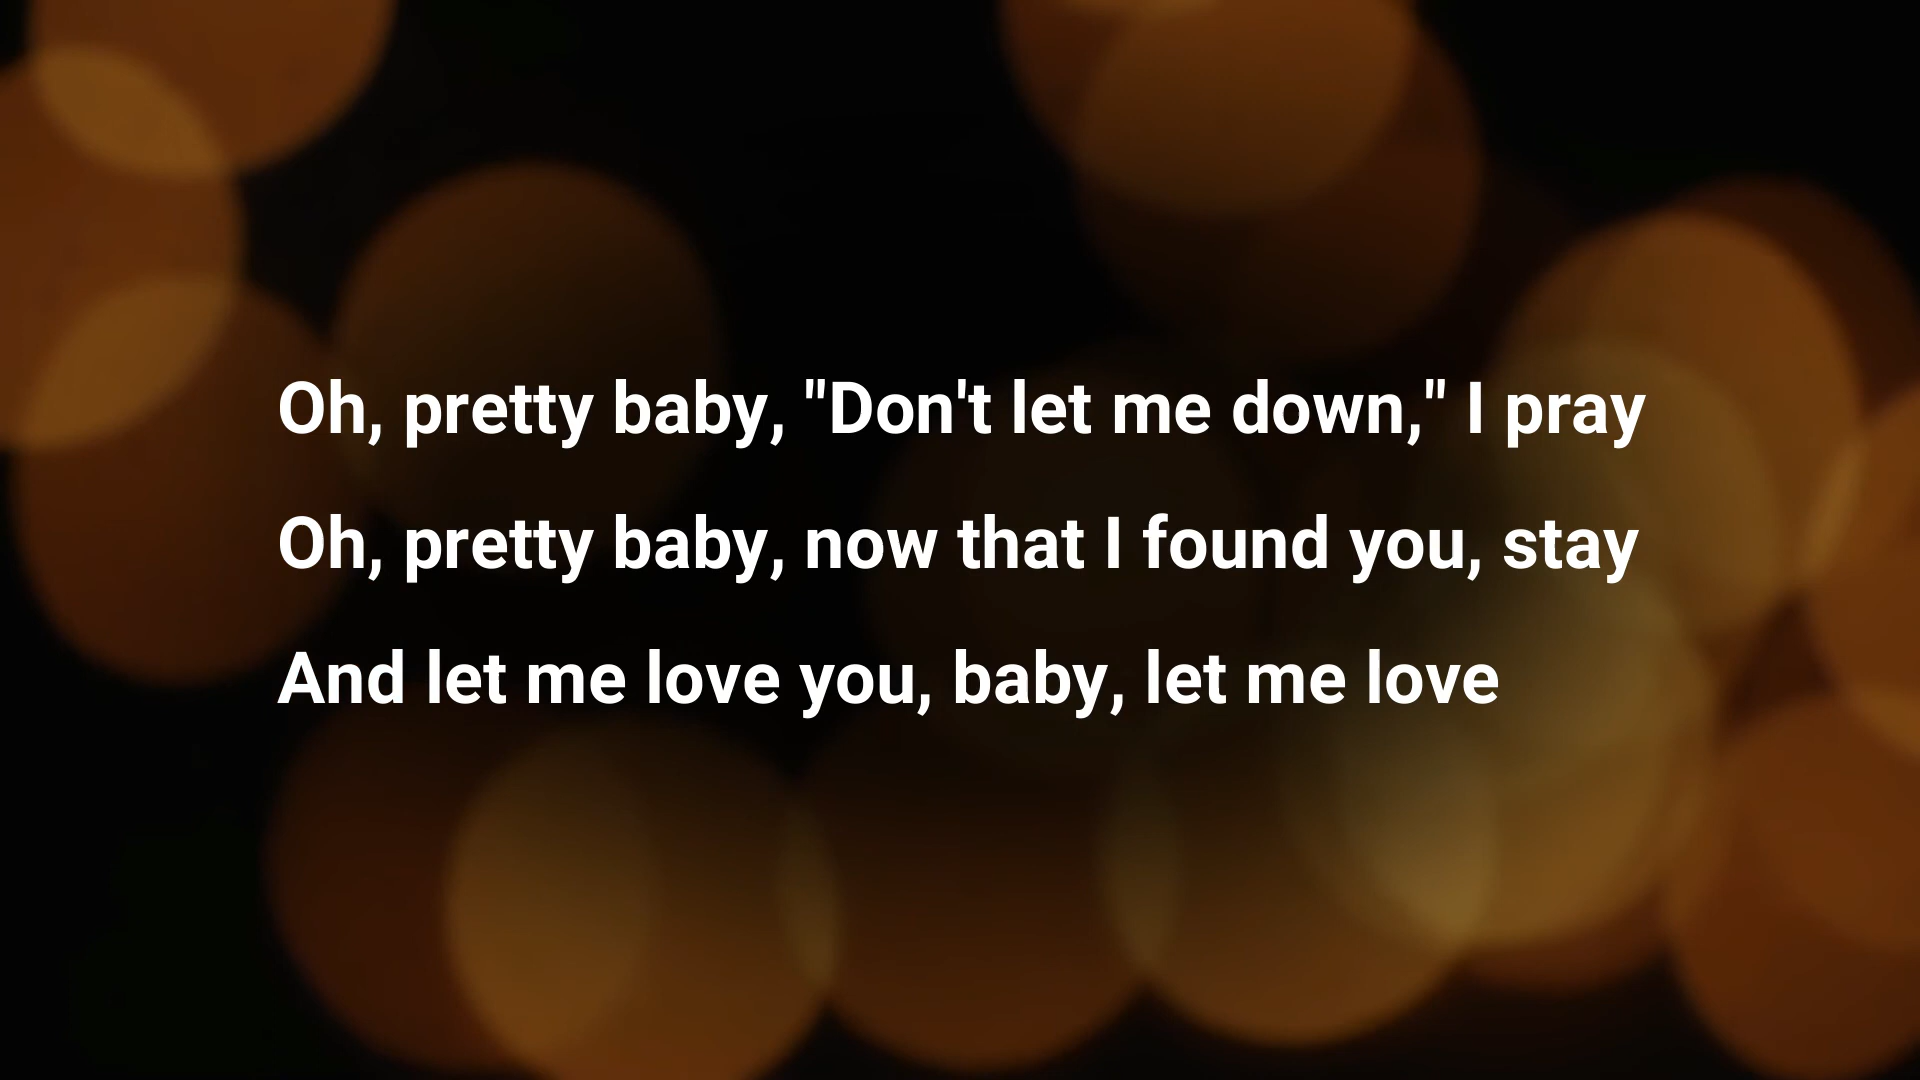 Oh, pretty baby, "Don't let me down," I pray
Oh, pretty baby, now that I found you, stay
And let me love you, baby, let me love